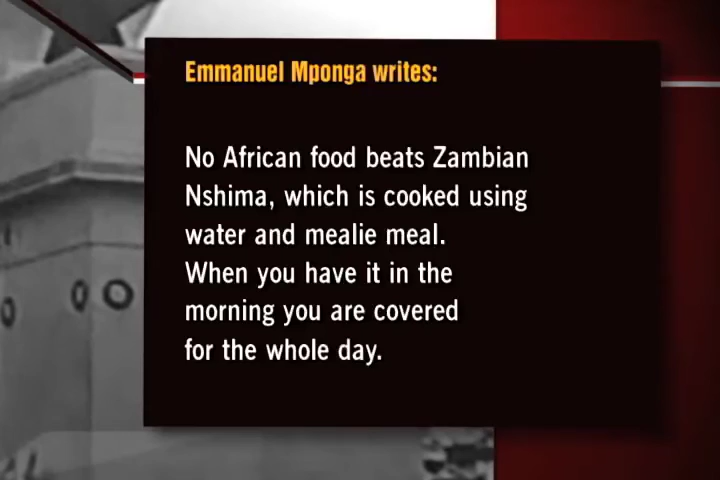 Emmanuel Mponga writes:
No African food beats Zambian
Nshima, which is cooked using
water and mealie meal.
When you have it in the
morning you are covered
for the whole day.